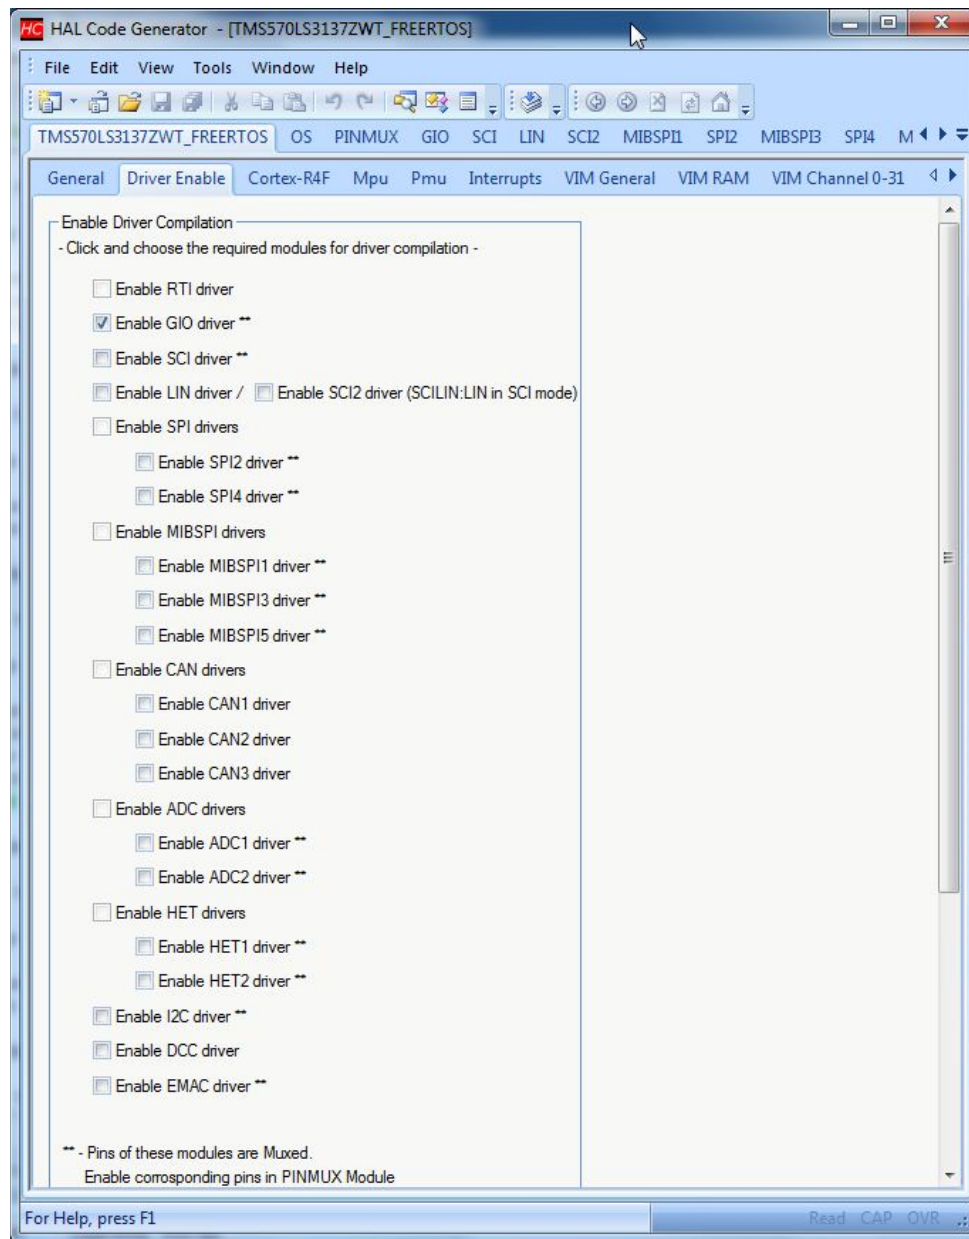 HC HAL Code Generator - [TMS570LS3137ZWT_FREERTOS]
File Edit View Tools Window Help
TMS570LS3137ZWT_FREERTOS OS PINMUX GIO SCI LIN SCI2 MIBSPI1 SPI2 MIBSPI3 SPI4 M
General Driver Enable Cortex-R4F Mpu Pmu Interrupts VIM General VIM RAM VIM Channel 0-31
Enable Driver Compilation
- Click and choose the required modules for driver compilation -
Enable RTI driver
Enable GIO driver **
Enable SCI driver **
Enable LIN driver / Enable SCI2 driver (SCILIN:LIN in SCI mode)
Enable SPI drivers
Enable SPI2 driver **
Enable SPI4 driver **
Enable MIBSPI drivers
Enable MIBSPI1 driver **
Enable MIBSPI3 driver **
Enable MIBSPI5 driver **
Enable CAN drivers
Enable CAN1 driver
Enable CAN2 driver
Enable CAN3 driver
Enable ADC drivers
Enable ADC1 driver **
Enable ADC2 driver **
Enable HET drivers
Enable HET1 driver **
Enable HET2 driver **
Enable I2C driver **
Enable DCC driver
Enable EMAC driver **
** - Pins of these modules are Muxed.
Enable corrosponding pins in PINMUX Module
For Help, press F1 Read CAP OVR